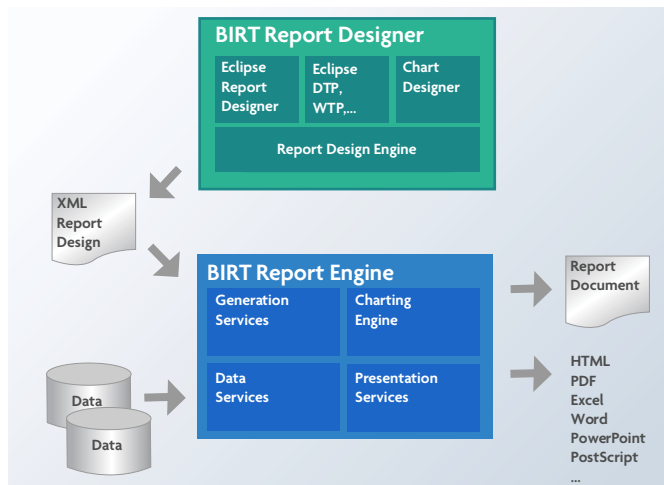 BIRT Report Designer
Eclipse
Report
Designer
Eclipse
DTP,
WTP,...
Chart
Designer
Report Design Engine
XML
Report
Design
BIRT Report Engine
Generation
Services
Charting
Engine
Data
Services
Presentation
Services
Data
Data
Report
Document
HTML
PDF
Excel
Word
PowerPoint
PostScript
...